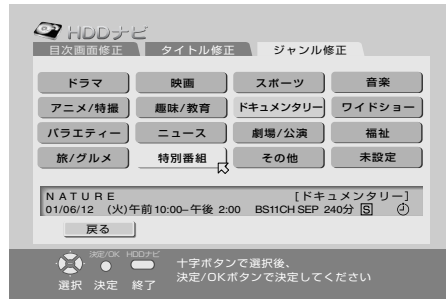 HDDナビ
目次画面修正 タイトル修正 ジャンル修正
ドラマ 映画 スポーツ 音楽
アニメ/特撮 趣味/教育 ドキュメンタリー ワイドショー
バラエティー ニュース 劇場/公演 福祉
旅/グルメ 特別番組 その他 未設定
NATURE [ドキュメンタリー]
01/06/12 (火)午前10:00–午後 2:00 BS11CH SEP 240分 S
戻る
決定/OK HDDナビ
十字ボタンで選択後、
選択 決定 終了 決定/OKボタンで決定してください